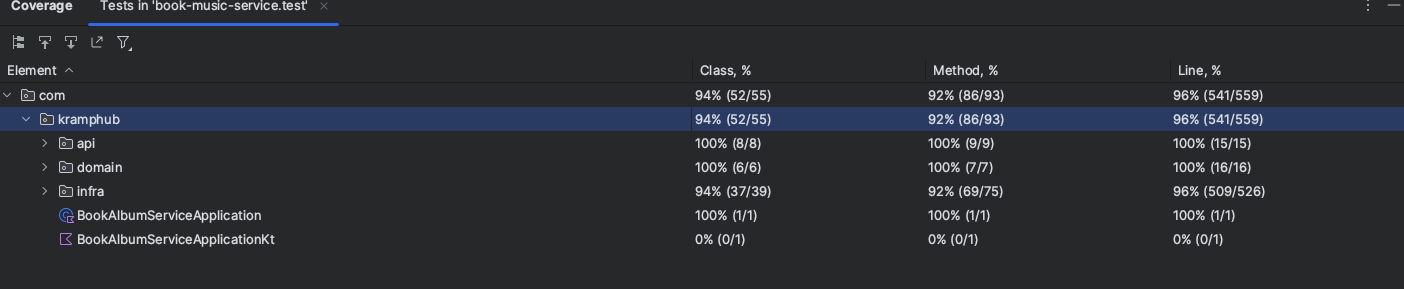 Coverage Tests in 'book-music-service.test' ×
Element Class, % Method, % Line, %
com 94% (52/55) 92% (86/93) 96% (541/559)
kramphub 94% (52/55) 92% (86/93) 96% (541/559)
api 100% (8/8) 100% (9/9) 100% (15/15)
domain 100% (6/6) 100% (7/7) 100% (16/16)
infra 94% (37/39) 92% (69/75) 96% (509/526)
BookAlbumServiceApplication 100% (1/1) 100% (1/1) 100% (1/1)
BookAlbumServiceApplicationKt 0% (0/1) 0% (0/1) 0% (0/1)